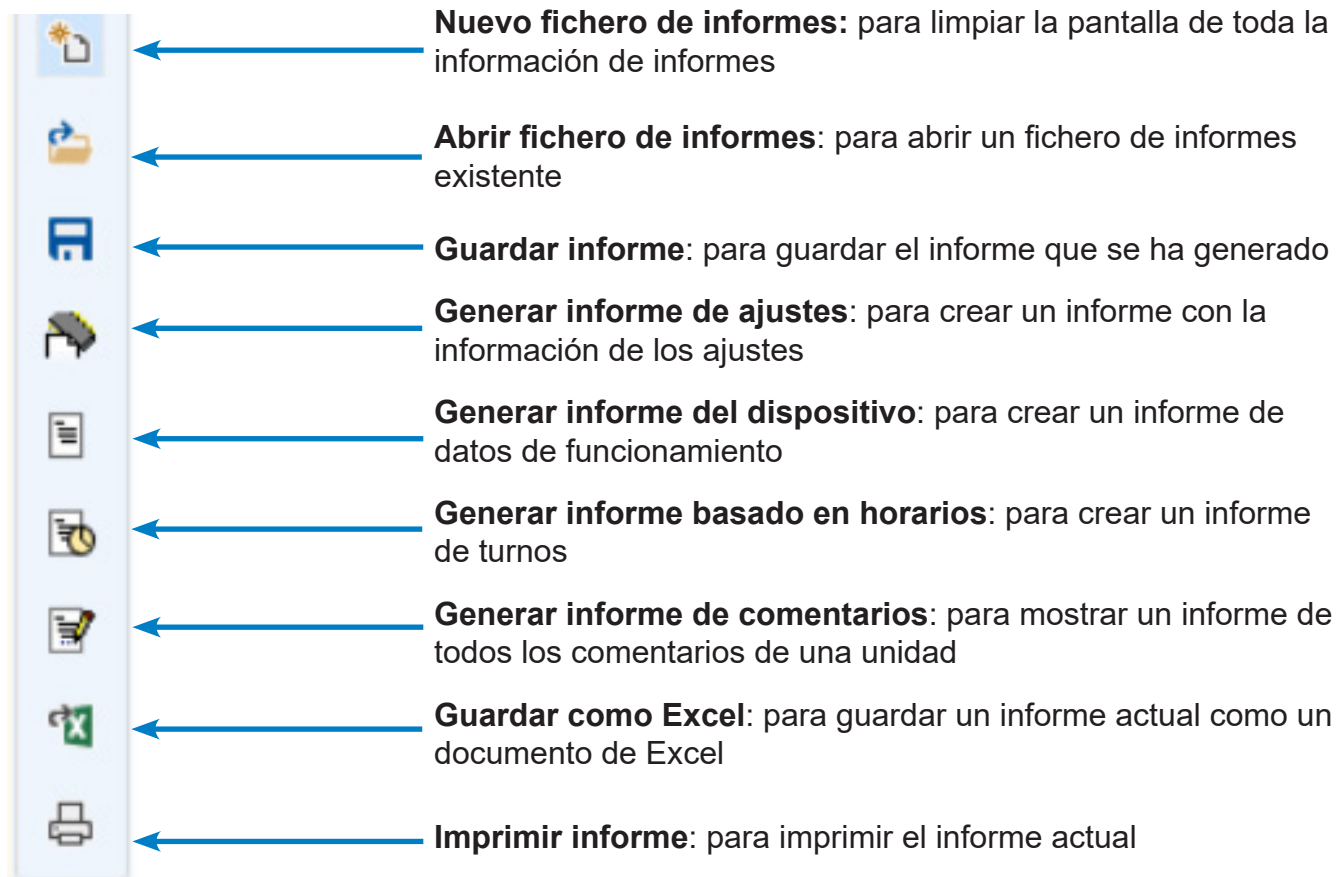 Nuevo fichero de informes: para limpiar la pantalla de toda la
información de informes
Abrir fichero de informes: para abrir un fichero de informes
existente
Guardar informe: para guardar el informe que se ha generado
Generar informe de ajustes: para crear un informe con la
información de los ajustes
Generar informe del dispositivo: para crear un informe de
datos de funcionamiento
Generar informe basado en horarios: para crear un informe
de turnos
Generar informe de comentarios: para mostrar un informe de
todos los comentarios de una unidad
Guardar como Excel: para guardar un informe actual como un
documento de Excel
Imprimir informe: para imprimir el informe actual